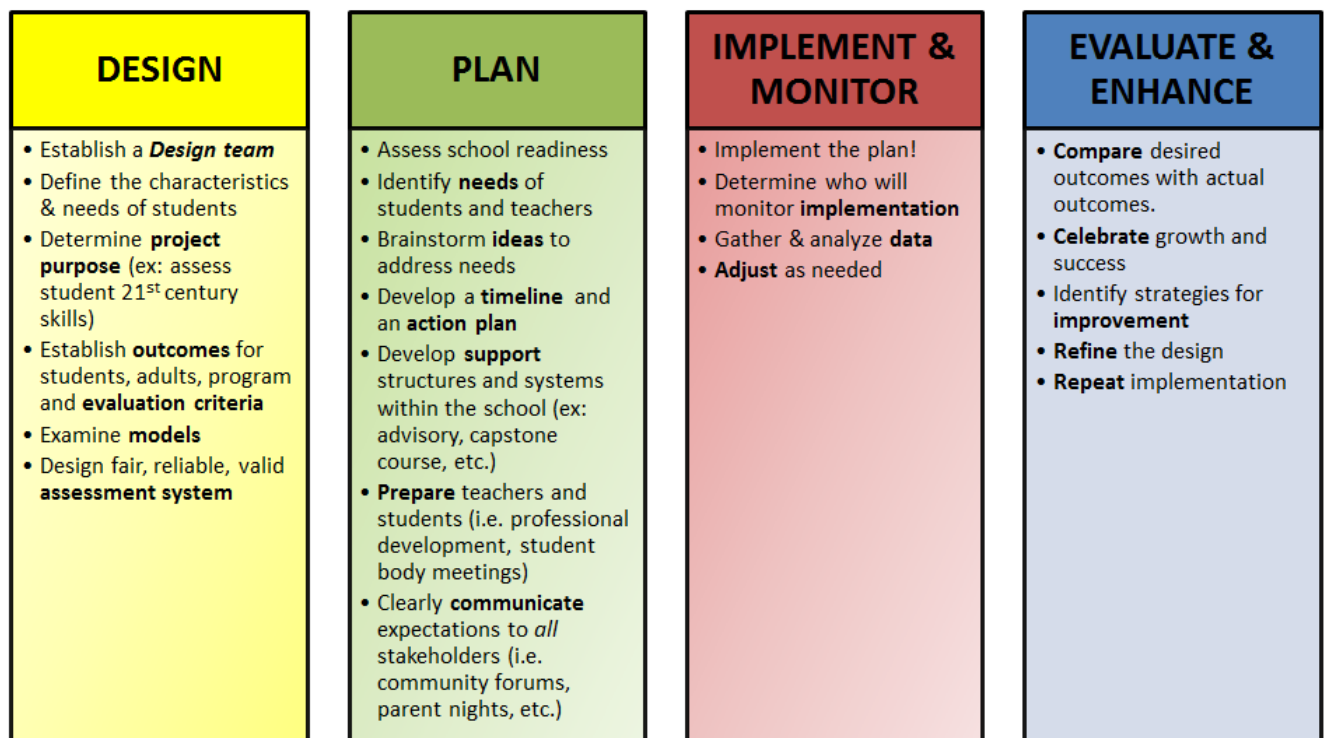 DESIGN
• Establish a Design team
• Define the characteristics
& needs of students
• Determine project
purpose (ex: assess
student 21st century
skills)
• Establish outcomes for
students, adults, program
and evaluation criteria
• Examine models
• Design fair, reliable, valid
assessment system
PLAN
• Assess school readiness
• Identify needs of
students and teachers
• Brainstorm ideas to
address needs
• Develop a timeline and
an action plan
• Develop support
structures and systems
within the school (ex:
advisory, capstone
course, etc.)
• Prepare teachers and
students (i.e. professional
development, student
body meetings)
• Clearly communicate
expectations to all
stakeholders (i.e.
community forums,
parent nights, etc.)
IMPLEMENT &
MONITOR
• Implement the plan!
• Determine who will
monitor implementation
• Gather & analyze data
• Adjust as needed
EVALUATE &
ENHANCE
• Compare desired
outcomes with actual
outcomes.
• Celebrate growth and
success
• Identify strategies for
improvement
• Refine the design
• Repeat implementation